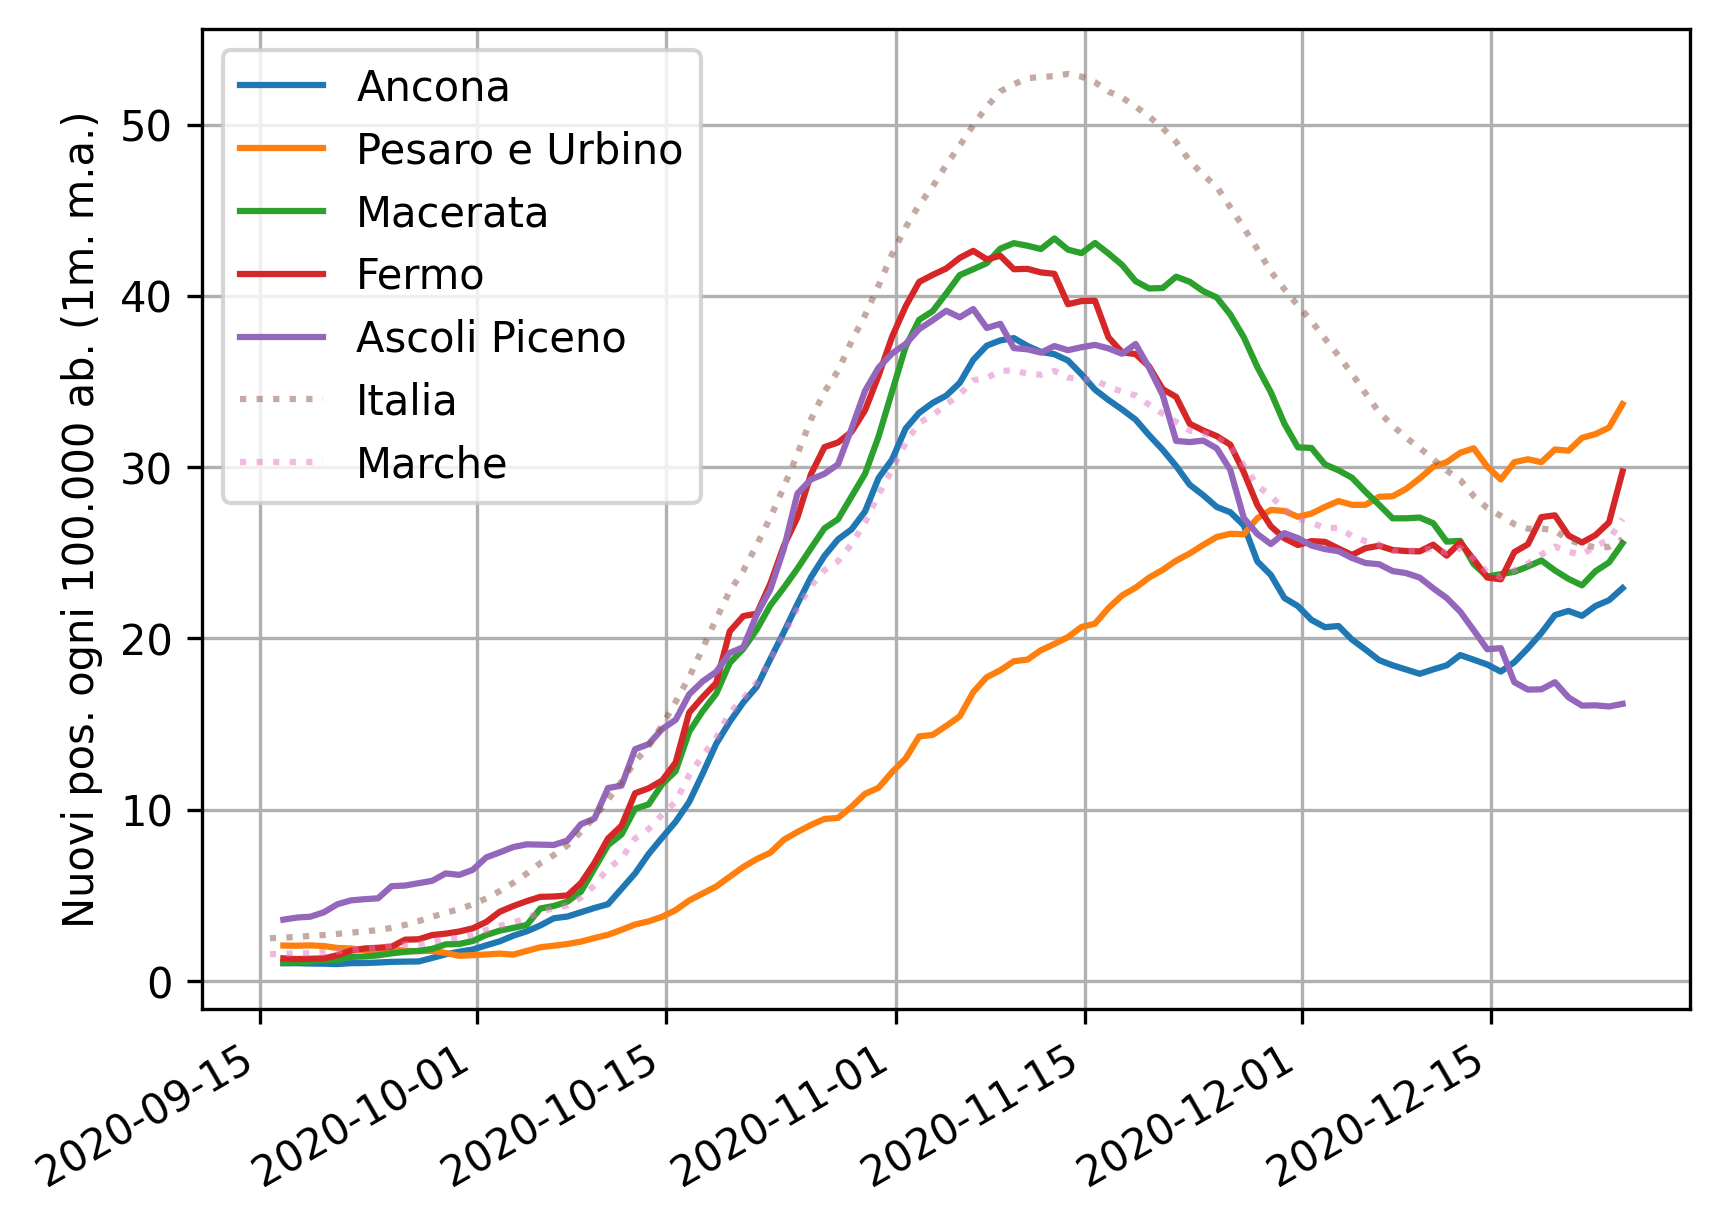 Nuovi pos. ogni 100.000 ab. (1m. m.a.)
50
40
30
20
10
0
Ancona
Pesaro e Urbino
Macerata
Fermo
Ascoli Piceno
Italia
Marche
2020-09-15
2020-10-01
2020-10-15
2020-11-01
2020-11-15
2020-12-01
2020-12-15